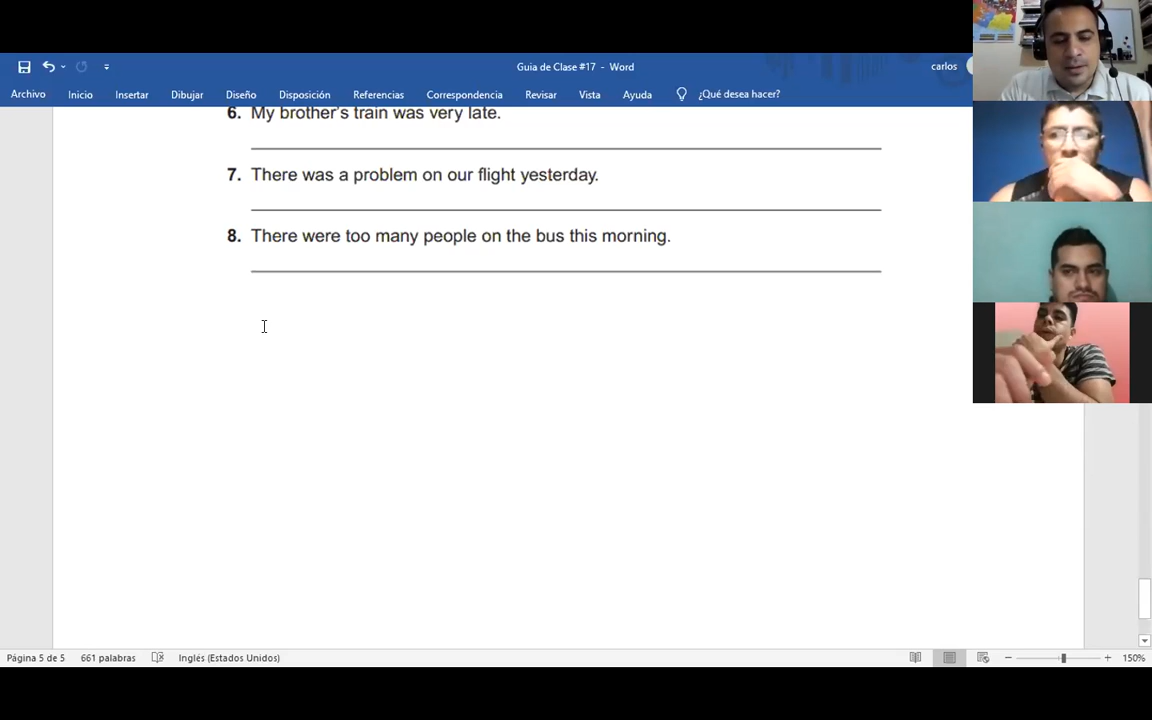 Guia de Clase #17 - Word
carlos
Archivo Inicio Insertar Dibujar Diseño Disposición Referencias Correspondencia Revisar Vista Ayuda ¿Qué desea hacer?
6. My brother's train was very late.
7. There was a problem on our flight yesterday.
8. There were too many people on the bus this morning.
Página 5 de 5 661 palabras Inglés (Estados Unidos) 150%